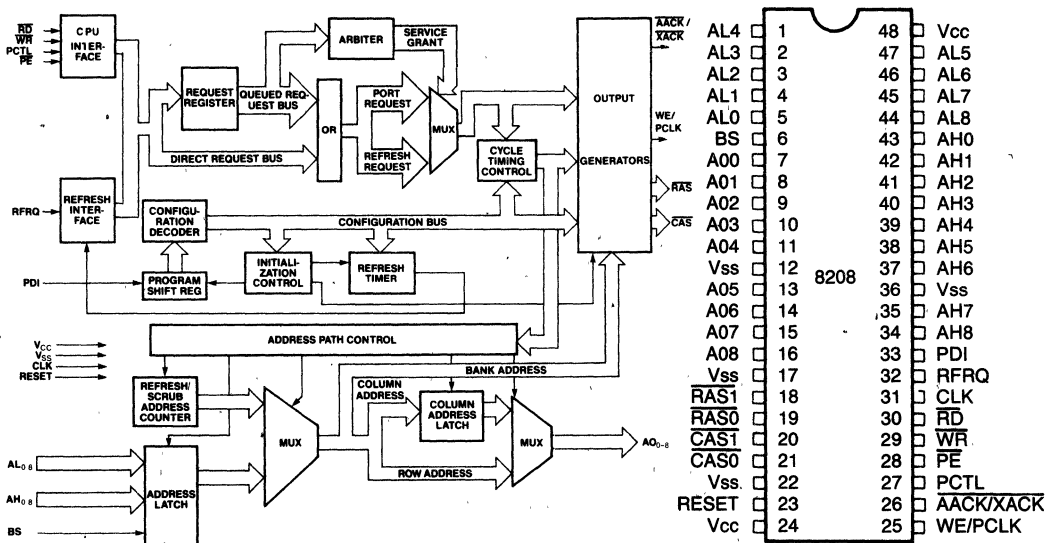 RD
WR
PCTL
PE
CPU
INTER-
FACE
RFRQ
REFRESH
INTER-
FACE
REQUEST
REGISTER
QUEUED RE-
QUEST BUS
DIRECT REQUEST BUS
ARBITER
SERVICE
GRANT
OR
PORT
REQUEST
REFRESH
REQUEST
MUX
CYCLE
TIMING
CONTROL
OUTPUT
GENERATORS
AACK /
XACK
WE/
PCLK
RAS
CAS
CONFIGU-
RATION
DECODER
CONFIGURATION BUS
PDI
PROGRAM
SHIFT REG
INITIALI-
ZATION
CONTROL
REFRESH
TIMER
VCC
VSS
CLK
RESET
ADDRESS PATH CONTROL
BANK ADDRESS
REFRESH/
SCRUB
ADDRESS
COUNTER
MUX
COLUMN
ADDRESS
COLUMN
ADDRESS
LATCH
ROW ADDRESS
MUX
AO0-8
AL0 8
AH0 8
BS
ADDRESS
LATCH
AL4 1 48 Vcc
AL3 2 47 AL5
AL2 3 46 AL6
AL1 4 45 AL7
AL0 5 44 AL8
BS 6 43 AH0
A00 7 42 AH1
A01 8 41 AH2
A02 9 40 AH3
A03 10 39 AH4
A04 11 38 AH5
Vss 12 37 AH6
8208
A05 13 36 Vss
A06 14 35 AH7
A07 15 34 AH8
A08 16 33 PDI
Vss 17 32 RFRQ
RAS1 18 31 CLK
RAS0 19 30 RD
CAS1 20 29 WR
CAS0 21 28 PE
Vss 22 27 PCTL
RESET 23 26 AACK/XACK
Vcc 24 25 WE/PCLK